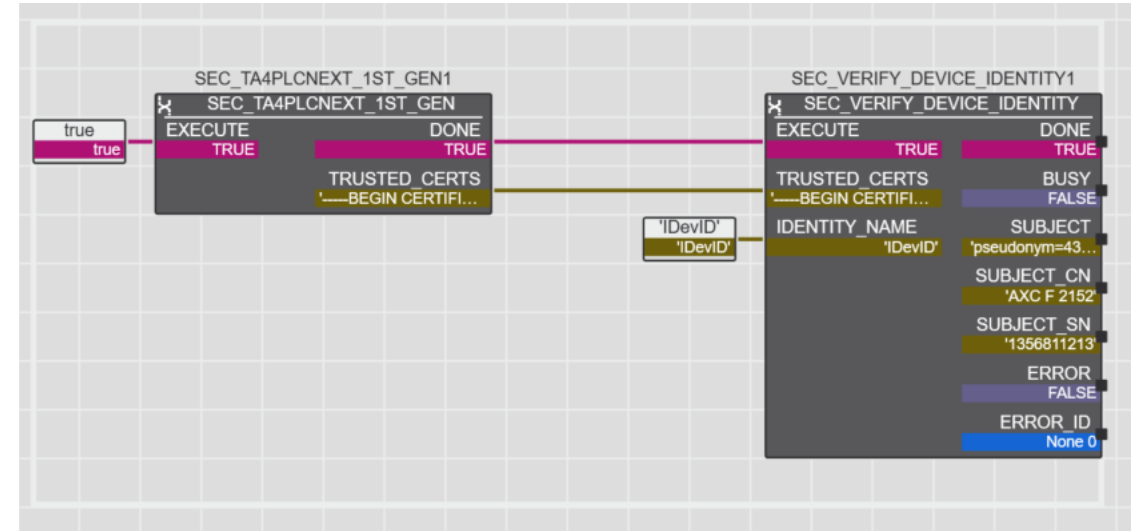 SEC_TA4PLCNEXT_1ST_GEN1
SEC_TA4PLCNEXT_1ST_GEN
true
true
EXECUTE
TRUE
DONE
TRUE
TRUSTED_CERTS
'-----BEGIN CERTIFI...
'IDevID'
'IDevID'
SEC_VERIFY_DEVICE_IDENTITY1
SEC_VERIFY_DEVICE_IDENTITY
EXECUTE
TRUE
DONE
TRUE
TRUSTED_CERTS
'-----BEGIN CERTIFI...
BUSY
FALSE
IDENTITY_NAME
'IDevID'
SUBJECT
'pseudonym=43...
SUBJECT_CN
'AXC F 2152'
SUBJECT_SN
'1356811213'
ERROR
FALSE
ERROR_ID
None 0